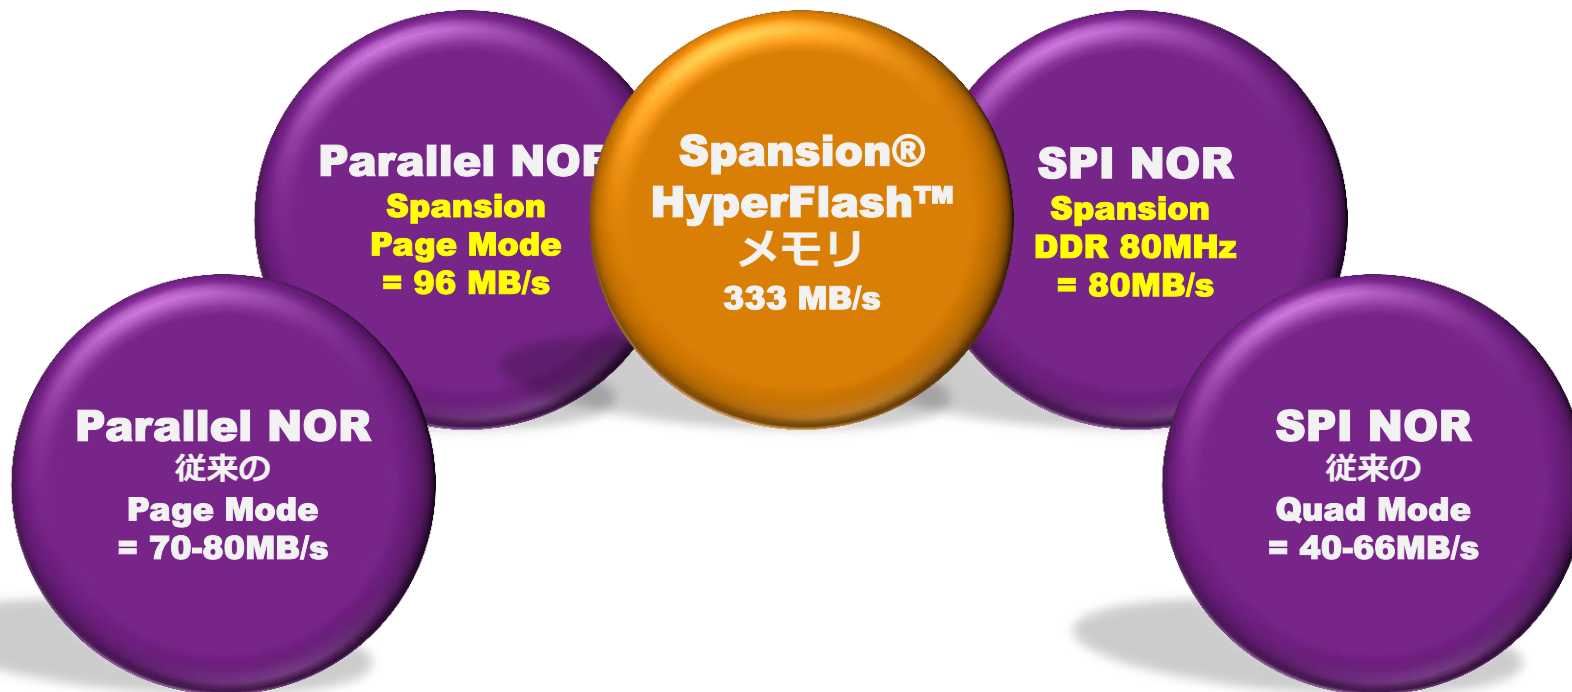 Parallel NOR
Spansion
Page Mode
= 96 MB/s
Spansion®
HyperFlash™
メモリ
333 MB/s
SPI NOR
Spansion
DDR 80MHz
= 80MB/s
Parallel NOR
従来の
Page Mode
= 70-80MB/s
SPI NOR
従来の
Quad Mode
= 40-66MB/s